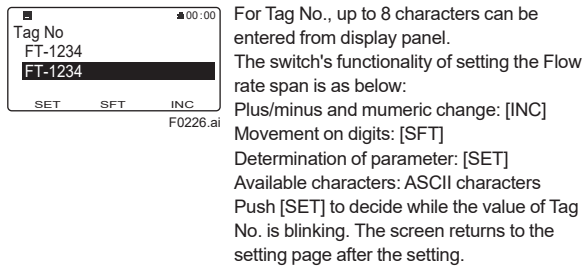 00:00
Tag No
FT-1234
FT-1234
SET SFT INC
F0226.ai
For Tag No., up to 8 characters can be
entered from display panel.
The switch's functionality of setting the Flow
rate span is as below:
Plus/minus and mumeric change: [INC]
Movement on digits: [SFT]
Determination of parameter: [SET]
Available characters: ASCII characters
Push [SET] to decide while the value of Tag
No. is blinking. The screen returns to the
setting page after the setting.